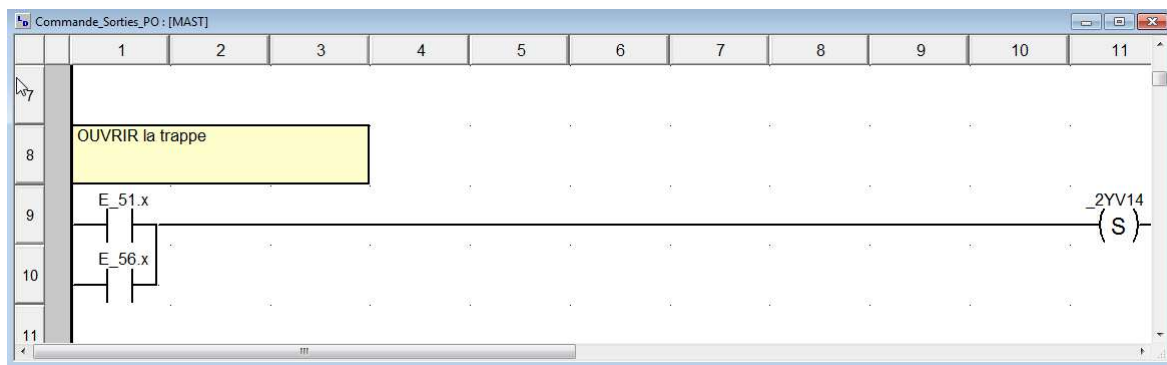 Commande_Sorties_PO : [MAST]
1 2 3 4 5 6 7 8 9 10 11
7
OUVRIR la trappe
8
E_51.x
_2YV14
9
S
E_56.x
10
11